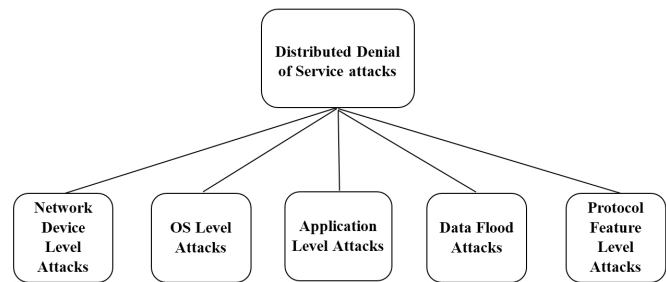 Distributed Denial
of Service attacks
Network
Device
Level
Attacks
OS Level
Attacks
Application
Level Attacks
Data Flood
Attacks
Protocol
Feature
Level
Attacks